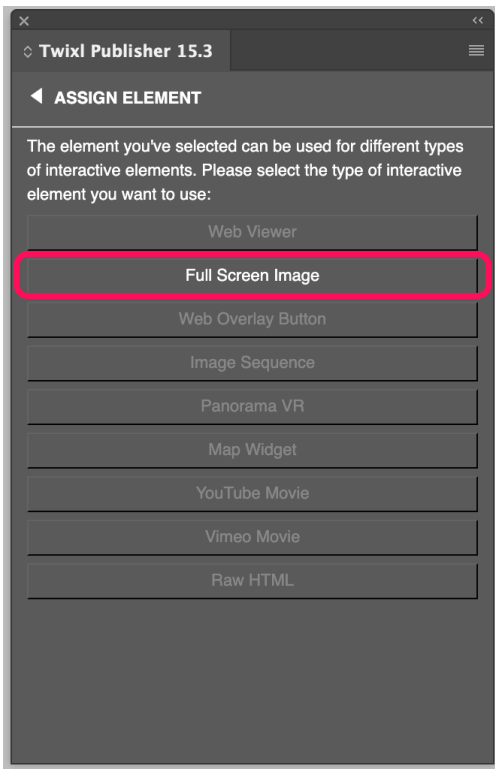 Twixl Publisher 15.3
ASSIGN ELEMENT
The element you've selected can be used for different types
of interactive elements. Please select the type of interactive
element you want to use:
Web Viewer
Full Screen Image
Web Overlay Button
Image Sequence
Panorama VR
Map Widget
YouTube Movie
Vimeo Movie
Raw HTML